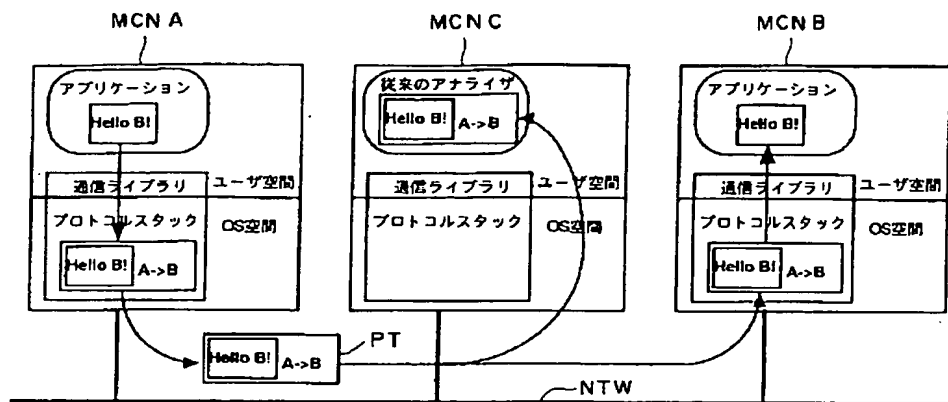 MCN A
アプリケーション
Hello B!
通信ライブラリ
ユーザ空間
プロトコルスタック
OS空間
Hello B!
A->B
MCN C
従来のアナライザ
Hello B!
A->B
通信ライブラリ
ユーザ空間
プロトコルスタック
OS空間
MCN B
アプリケーション
Hello B!
通信ライブラリ
ユーザ空間
プロトコルスタック
OS空間
Hello B!
A->B
Hello B!
A->B
PT
NTW